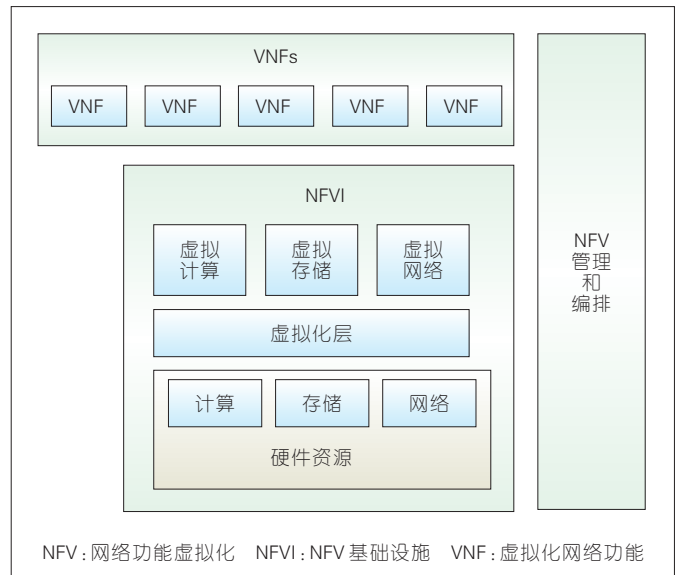 VNFs
VNF VNF VNF VNF VNF
NFVI
虚拟
计算
虚拟
存储
虚拟
网络
虚拟化层
计算 存储 网络
硬件资源
NFV
管理
和
编排
NFV：网络功能虚拟化 NFVI：NFV 基础设施 VNF：虚拟化网络功能